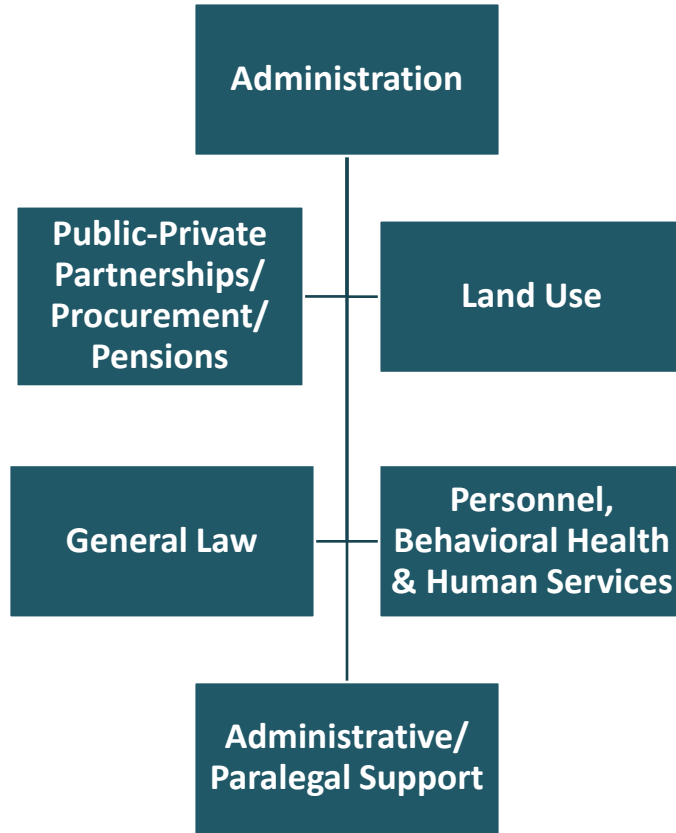 Administration
Public-Private
Partnerships/
Procurement/
Pensions
Land Use
General Law
Personnel,
Behavioral Health
& Human Services
Administrative/
Paralegal Support